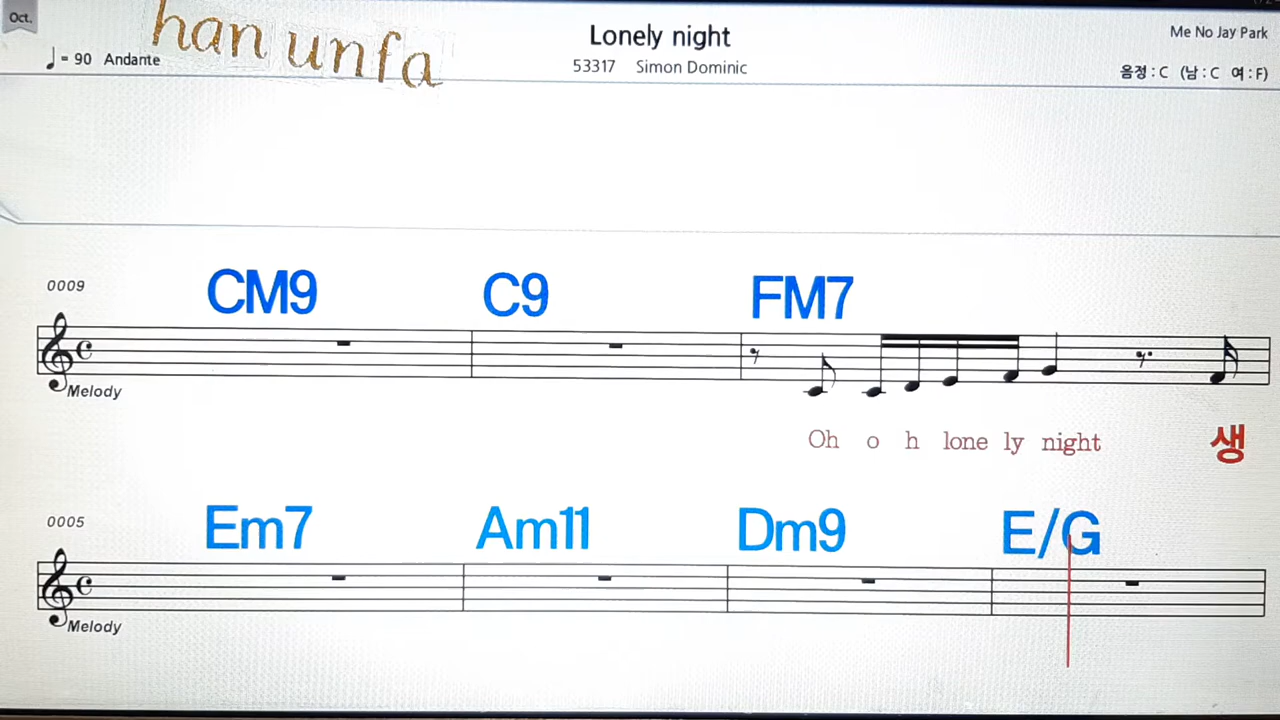 Oct.
han unfa
Lonely night
Me No Jay Park
♩= 90 Andante
53317 Simon Dominic
음정 : C (남 : C 여 : F)
0009
CM9 C9 FM7
Melody
Oh o h lone ly night 생
0005
Em7 Am11 Dm9 E/G
Melody